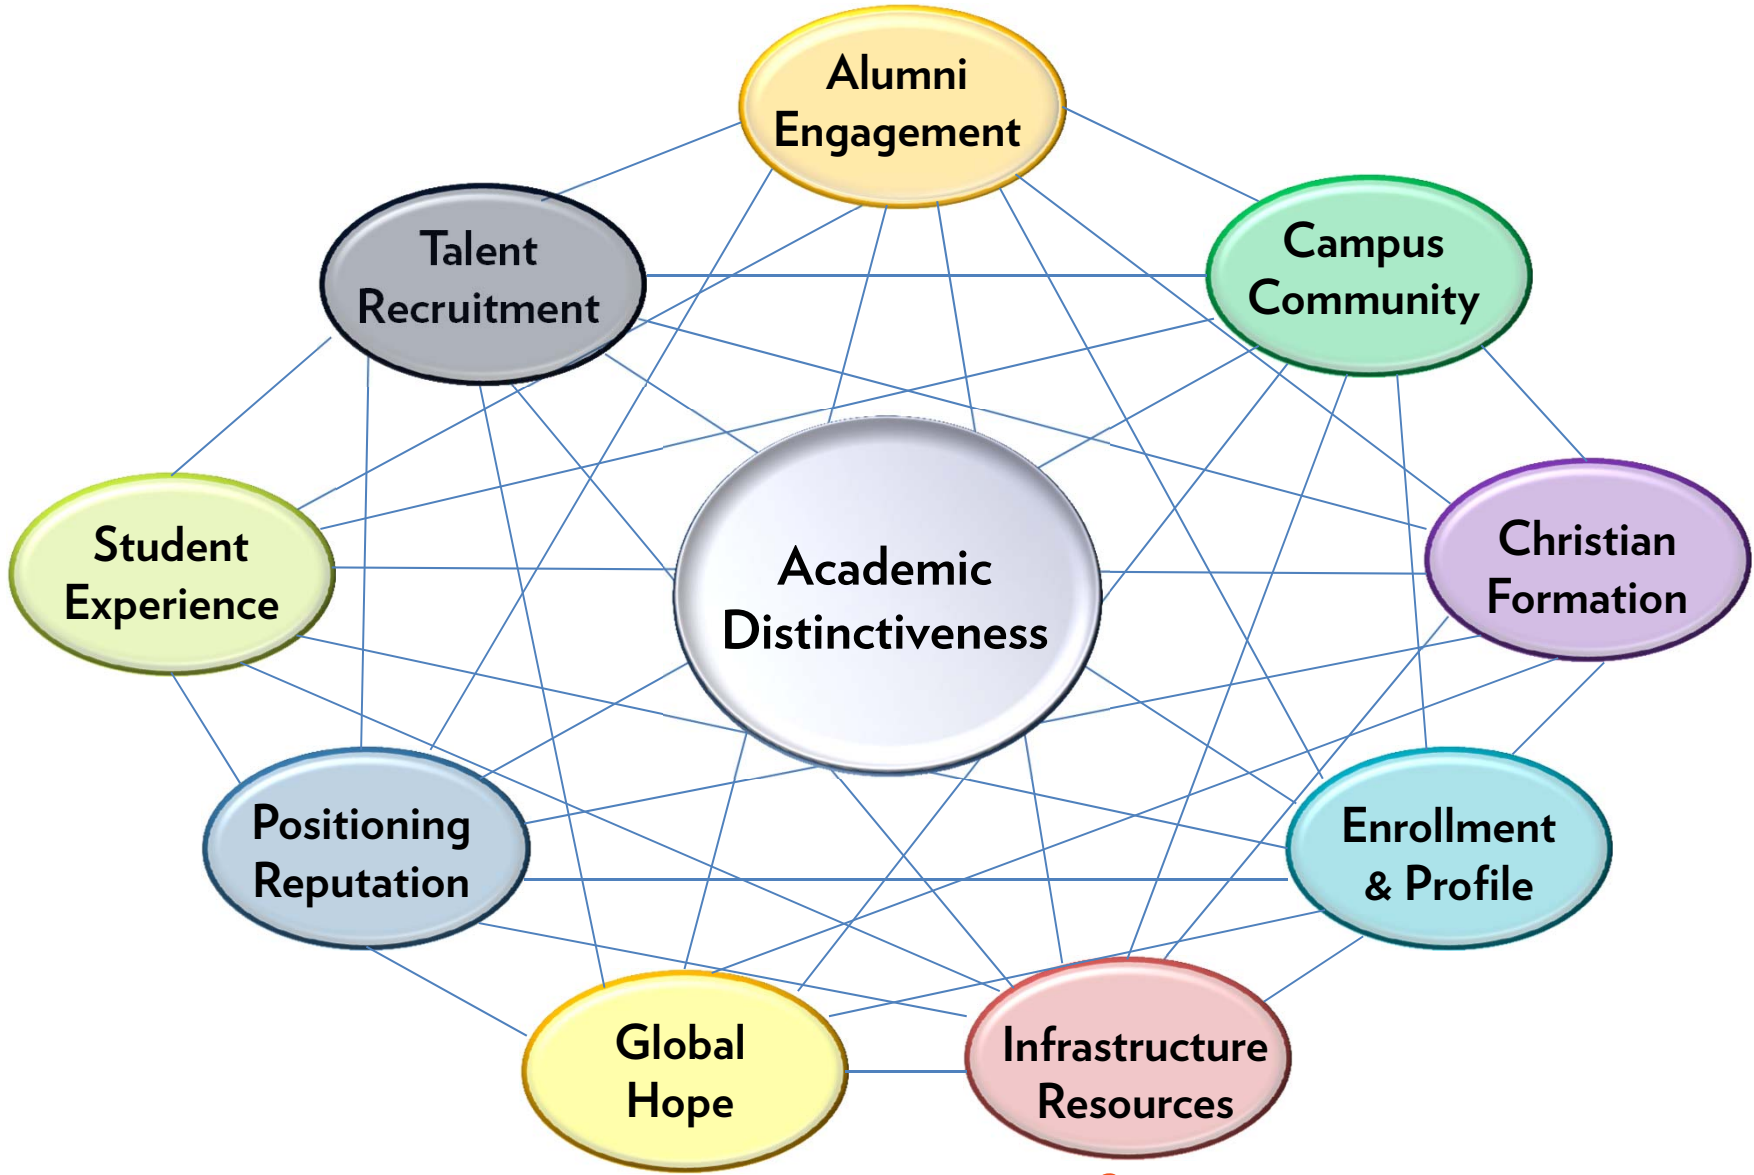 Alumni
Engagement
Talent
Recruitment
Campus
Community
Student
Experience
Academic
Distinctiveness
Christian
Formation
Positioning
Reputation
Enrollment
& Profile
Global
Hope
Infrastructure
Resources